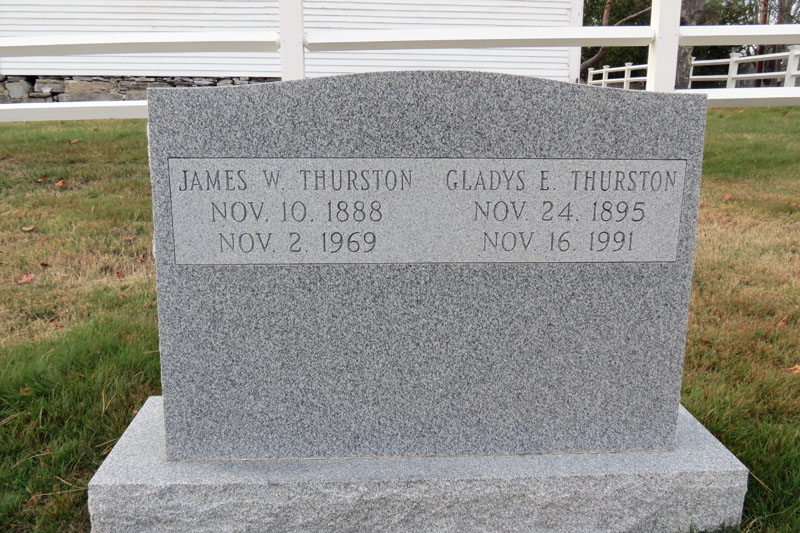 JAMES W. THURSTON
NOV. 10. 1888
NOV. 2. 1969
GLADYS E. THURSTON
NOV. 24. 1895
NOV. 16. 1991